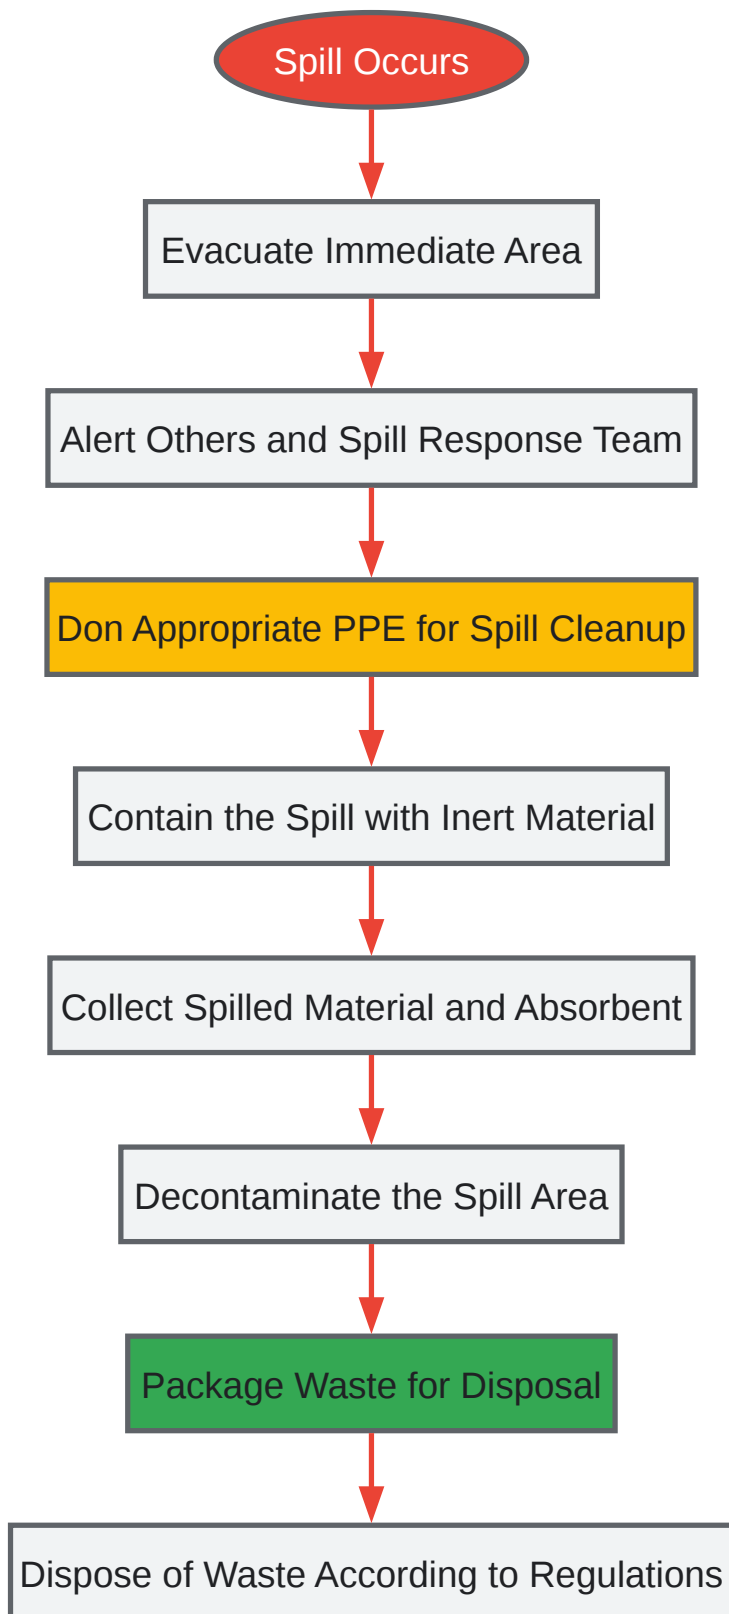 Spill Occurs
Evacuate Immediate Area
Alert Others and Spill Response Team
Don Appropriate PPE for Spill Cleanup
Contain the Spill with Inert Material
Collect Spilled Material and Absorbent
Decontaminate the Spill Area
Package Waste for Disposal
Dispose of Waste According to Regulations